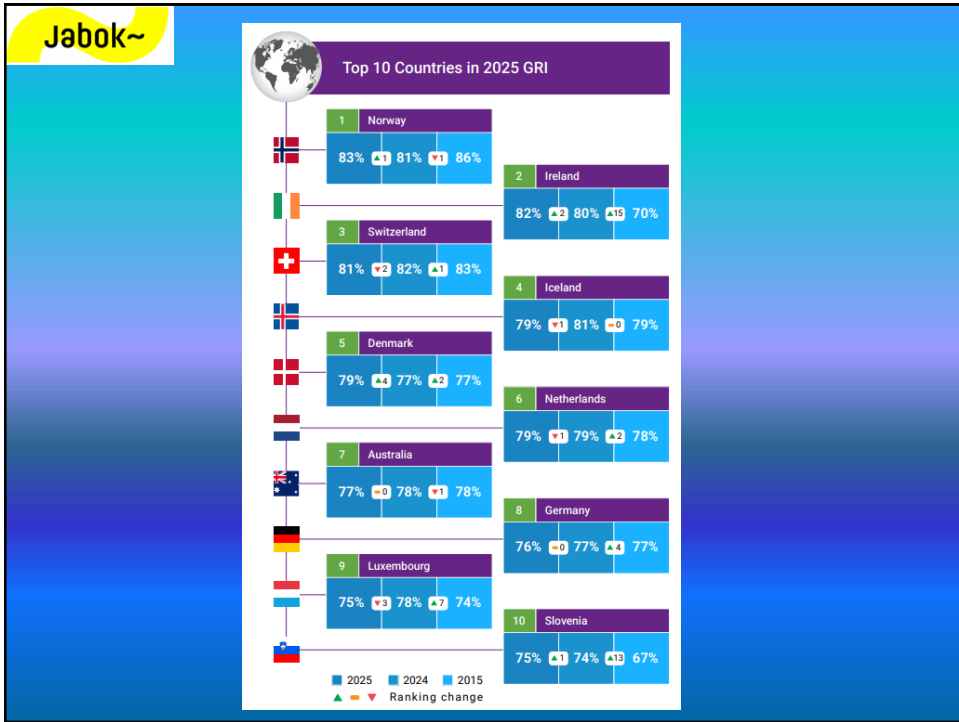 Jabok~
Top 10 Countries in 2025 GRI
1 Norway
83% ▲1 81% ▼1 86%
2 Ireland
82% ▲2 80% ▲15 70%
3 Switzerland
81% ▼2 82% ▲1 83%
4 Iceland
79% ▼1 81% 0 79%
5 Denmark
79% ▲4 77% ▲2 77%
6 Netherlands
79% ▼1 79% ▲2 78%
7 Australia
77% 0 78% ▼1 78%
8 Germany
76% 0 77% ▲4 77%
9 Luxembourg
75% ▼3 78% ▲7 74%
10 Slovenia
75% ▲1 74% ▲13 67%
2025 2024 2015
Ranking change